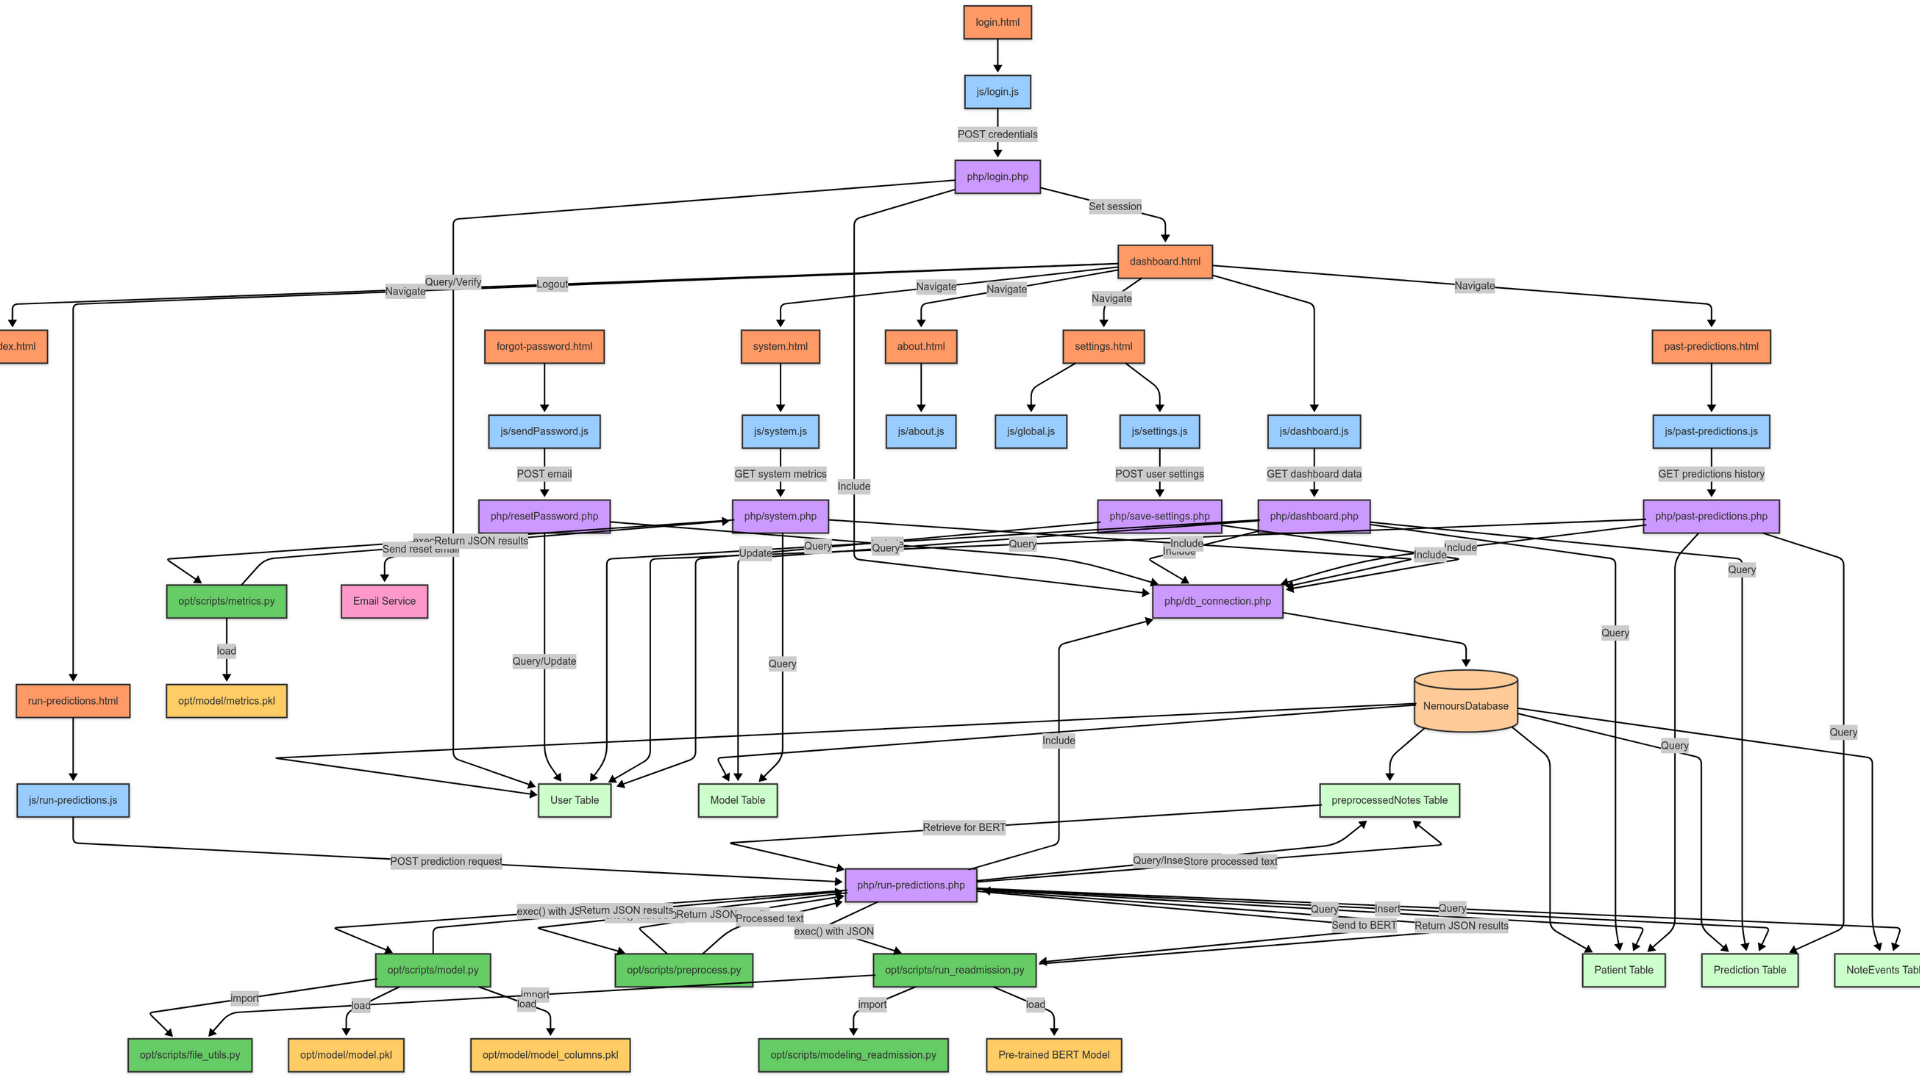 login.html
js/login.js
POST credentials
php/login.php
Set session
dashboard.html
Query/Verify
Logout
Navigate
Navigate
Navigate
Navigate
Navigate
dex.html
forgot-password.html
system.html
about.html
settings.html
past-predictions.html
js/sendPassword.js
js/system.js
js/about.js
js/global.js
js/settings.js
js/dashboard.js
js/past-predictions.js
POST email
GET system metrics
Include
POST user settings
GET dashboard data
GET predictions history
php/resetPassword.php
php/system.php
php/save-settings.php
php/dashboard.php
php/past-predictions.php
Return JSON results
Send reset email
Update
Query
Query
Query
Include
Include
Include
Include
Query
opt/scripts/metrics.py
Email Service
php/db_connection.php
Query
load
Query/Update
Query
opt/model/metrics.pkl
run-predictions.html
NemoursDatabase
Include
Query
Query
js/run-predictions.js
User Table
Model Table
preprocessedNotes Table
Retrieve for BERT
POST prediction request
Query/Inse
Store processed text
php/run-predictions.php
exec() with JS
Return JSON results
Return JSON
Processed text
exec() with JSON
Query
Insert
Query
Send to BERT
Return JSON results
opt/scripts/model.py
opt/scripts/preprocess.py
opt/scripts/run_readmission.py
Patient Table
Prediction Table
NoteEvents Tab
import
load
import
load
import
load
opt/scripts/file_utils.py
opt/model/model.pkl
opt/model/model_columns.pkl
opt/scripts/modeling_readmission.py
Pre-trained BERT Model